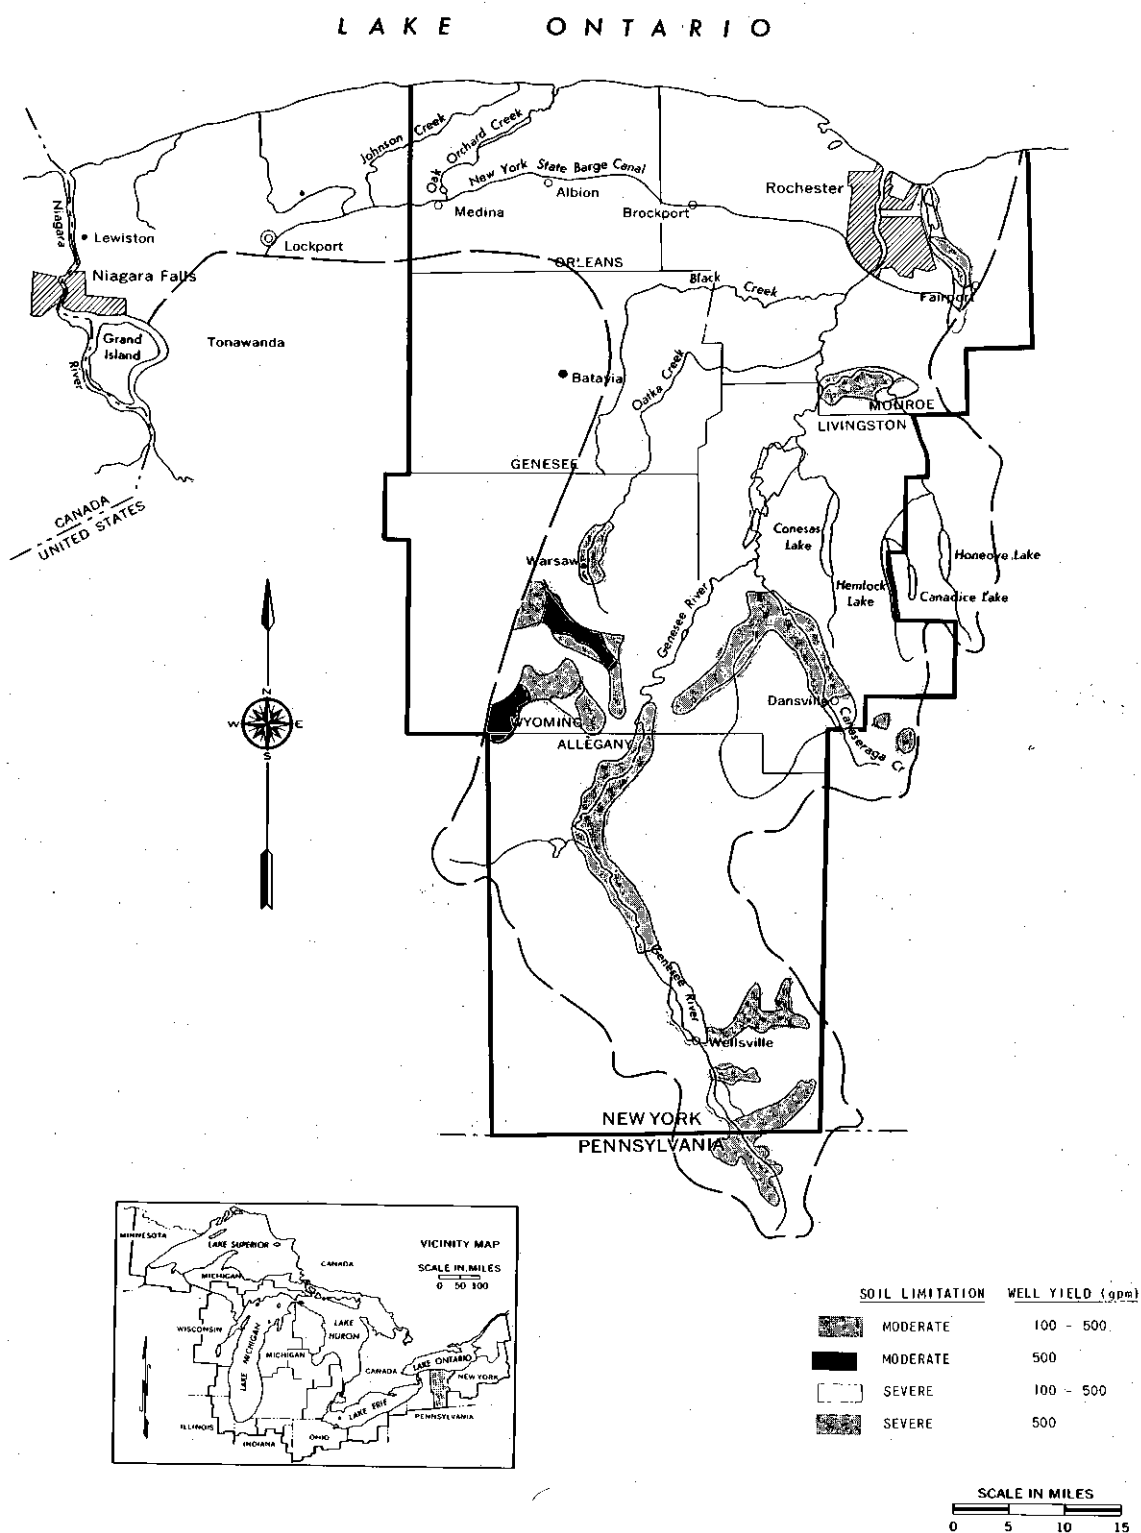 LAKE ONTARIO
Johnson Creek
Oak Orchard Creek
New York State Barge Canal
Albion
Medina
Brockport
Rochester
Niagara River
Lewiston
Lockport
Niagara Falls
ORLEANS
Black Creek
Fairport
Grand
Island
Tonawanda
Batavia
Oatka Creek
MONROE
LIVINGSTON
GENESEE
CANADA
UNITED STATES
Conesas
Lake
Honeoye Lake
Warsaw
Hemlock
Lake
Canadice Lake
Genesee River
N
W E
S
Dansville
WYOMING
ALLEGANY
Canaseraga Cr
Genesee River
Wellsville
NEW YORK
PENNSYLVANIA
VICINITY MAP
SCALE IN MILES
0 50 100
MINNESOTA
LAKE SUPERIOR
CANADA
MICHIGAN
WISCONSIN
LAKE MICHIGAN
LAKE
HURON
MICHIGAN
CANADA
LAKE ONTARIO
NEW YORK
LAKE ERIE
PENNSYLVANIA
ILLINOIS
INDIANA
OHIO
SOIL LIMITATION WELL YIELD (gpm)
MODERATE 100 - 500
MODERATE 500
SEVERE 100 - 500
SEVERE 500
SCALE IN MILES
0 5 10 15